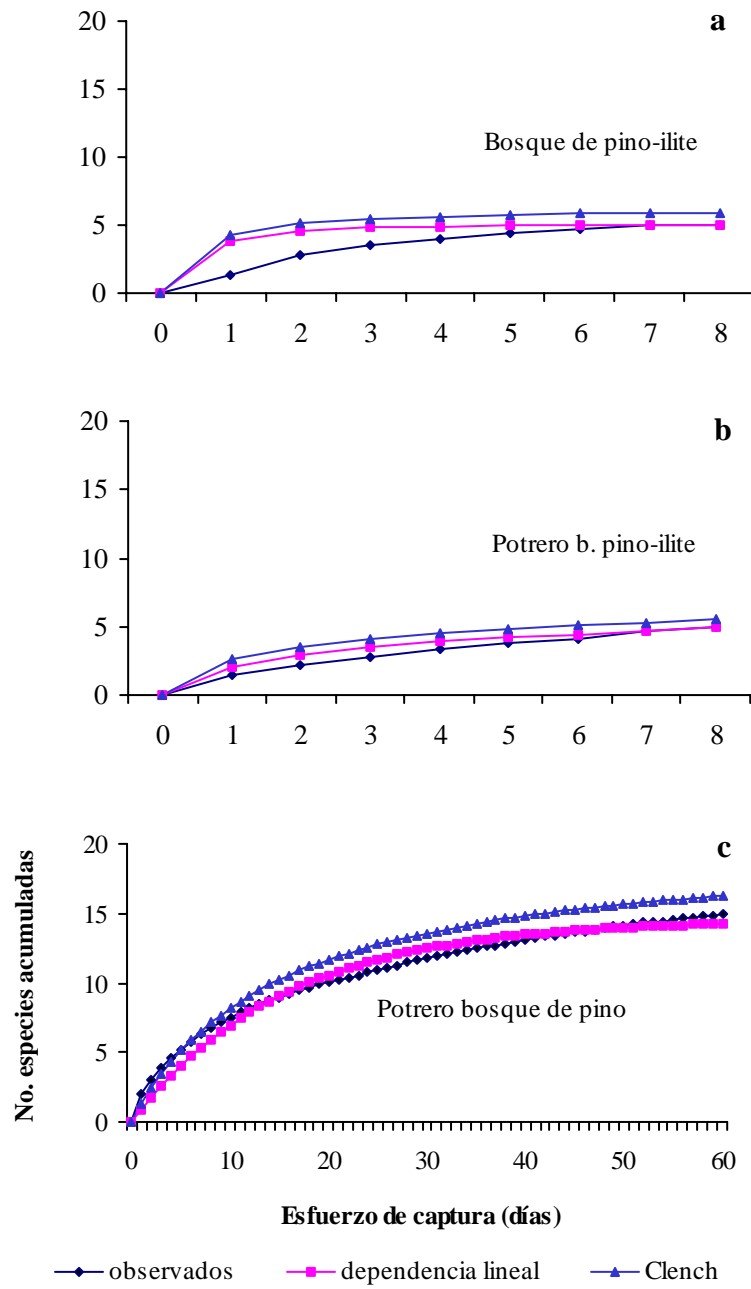 a
20
15
10
5
0
Bosque de pino-ilite
0 1 2 3 4 5 6 7 8
b
20
15
10
5
0
Potrero b. pino-ilite
0 1 2 3 4 5 6 7 8
c
No. especies acumuladas
20
15
10
5
0
Potrero bosque de pino
0 10 20 30 40 50 60
Esfuerzo de captura (días)
observados dependencia lineal Clench